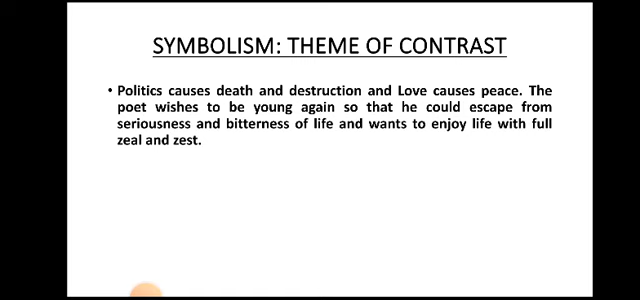 SYMBOLISM: THEME OF CONTRAST
• Politics causes death and destruction and Love causes peace. The
poet wishes to be young again so that he could escape from
seriousness and bitterness of life and wants to enjoy life with full
zeal and zest.